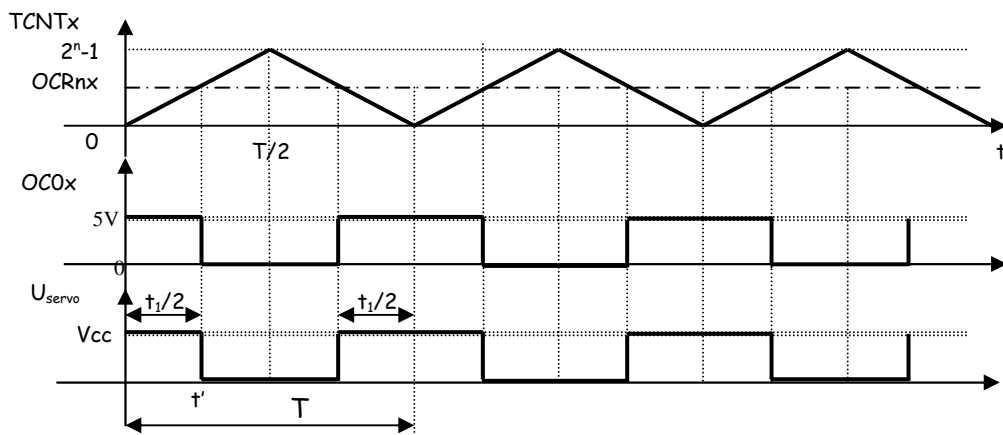 TCNTx
2ⁿ-1
OCRnx
0
T/2
t
OC0x
5V
0
Uservo
t₁/2
t₁/2
Vcc
t'
T